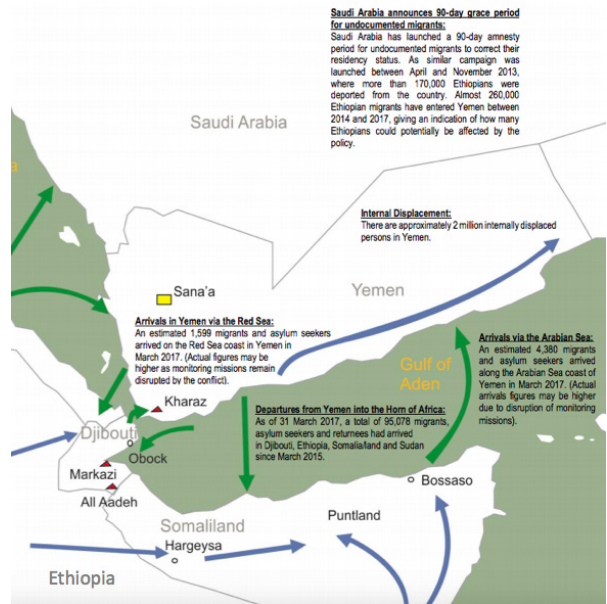 Saudi Arabia announces 90-day grace period
for undocumented migrants:
Saudi Arabia has launched a 90-day amnesty
period for undocumented migrants to correct their
residency status. As similar campaign was
launched between April and November 2013,
where more than 170,000 Ethiopians were
deported from the country. Almost 260,000
Ethiopian migrants have entered Yemen between
2014 and 2017, giving an indication of how many
Ethiopians could potentially be affected by the
policy.
Saudi Arabia
a
Internal Displacement:
There are approximately 2 million internally displaced
persons in Yemen.
Sana'a
Yemen
Arrivals in Yemen via the Red Sea:
An estimated 1,599 migrants and asylum seekers
arrived on the Red Sea coast in Yemen in
March 2017. (Actual figures may be
higher as monitoring missions remain
disrupted by the conflict).
Arrivals via the Arabian Sea:
An estimated 4,380 migrants
and asylum seekers arrived
along the Arabian Sea coast of
Yemen in March 2017. (Actual
arrivals figures may be higher
due to disruption of monitoring
missions).
Gulf of
Aden
Kharaz
Departures from Yemen into the Horn of Africa:
As of 31 March 2017, a total of 95,078 migrants,
asylum seekers and returnees had arrived
in Djibouti, Ethiopia, Somalia/land and Sudan
since March 2015.
Djibouti
Obock
Markazi
All Aadeh
Bossaso
Somaliland
Puntland
Hargeysa
Ethiopia